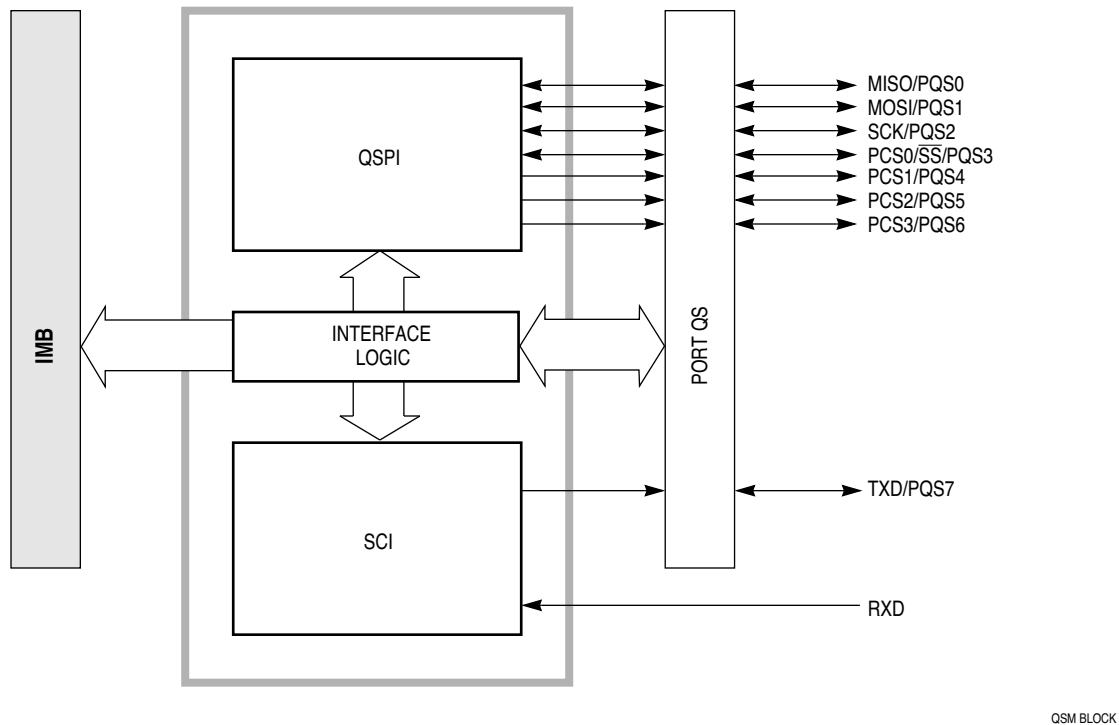 IMB
QSPI
INTERFACE
LOGIC
SCI
PORT QS
MISO/PQS0
MOSI/PQS1
SCK/PQS2
PCS0/S̅S̅/PQS3
PCS1/PQS4
PCS2/PQS5
PCS3/PQS6
TXD/PQS7
RXD
QSM BLOCK